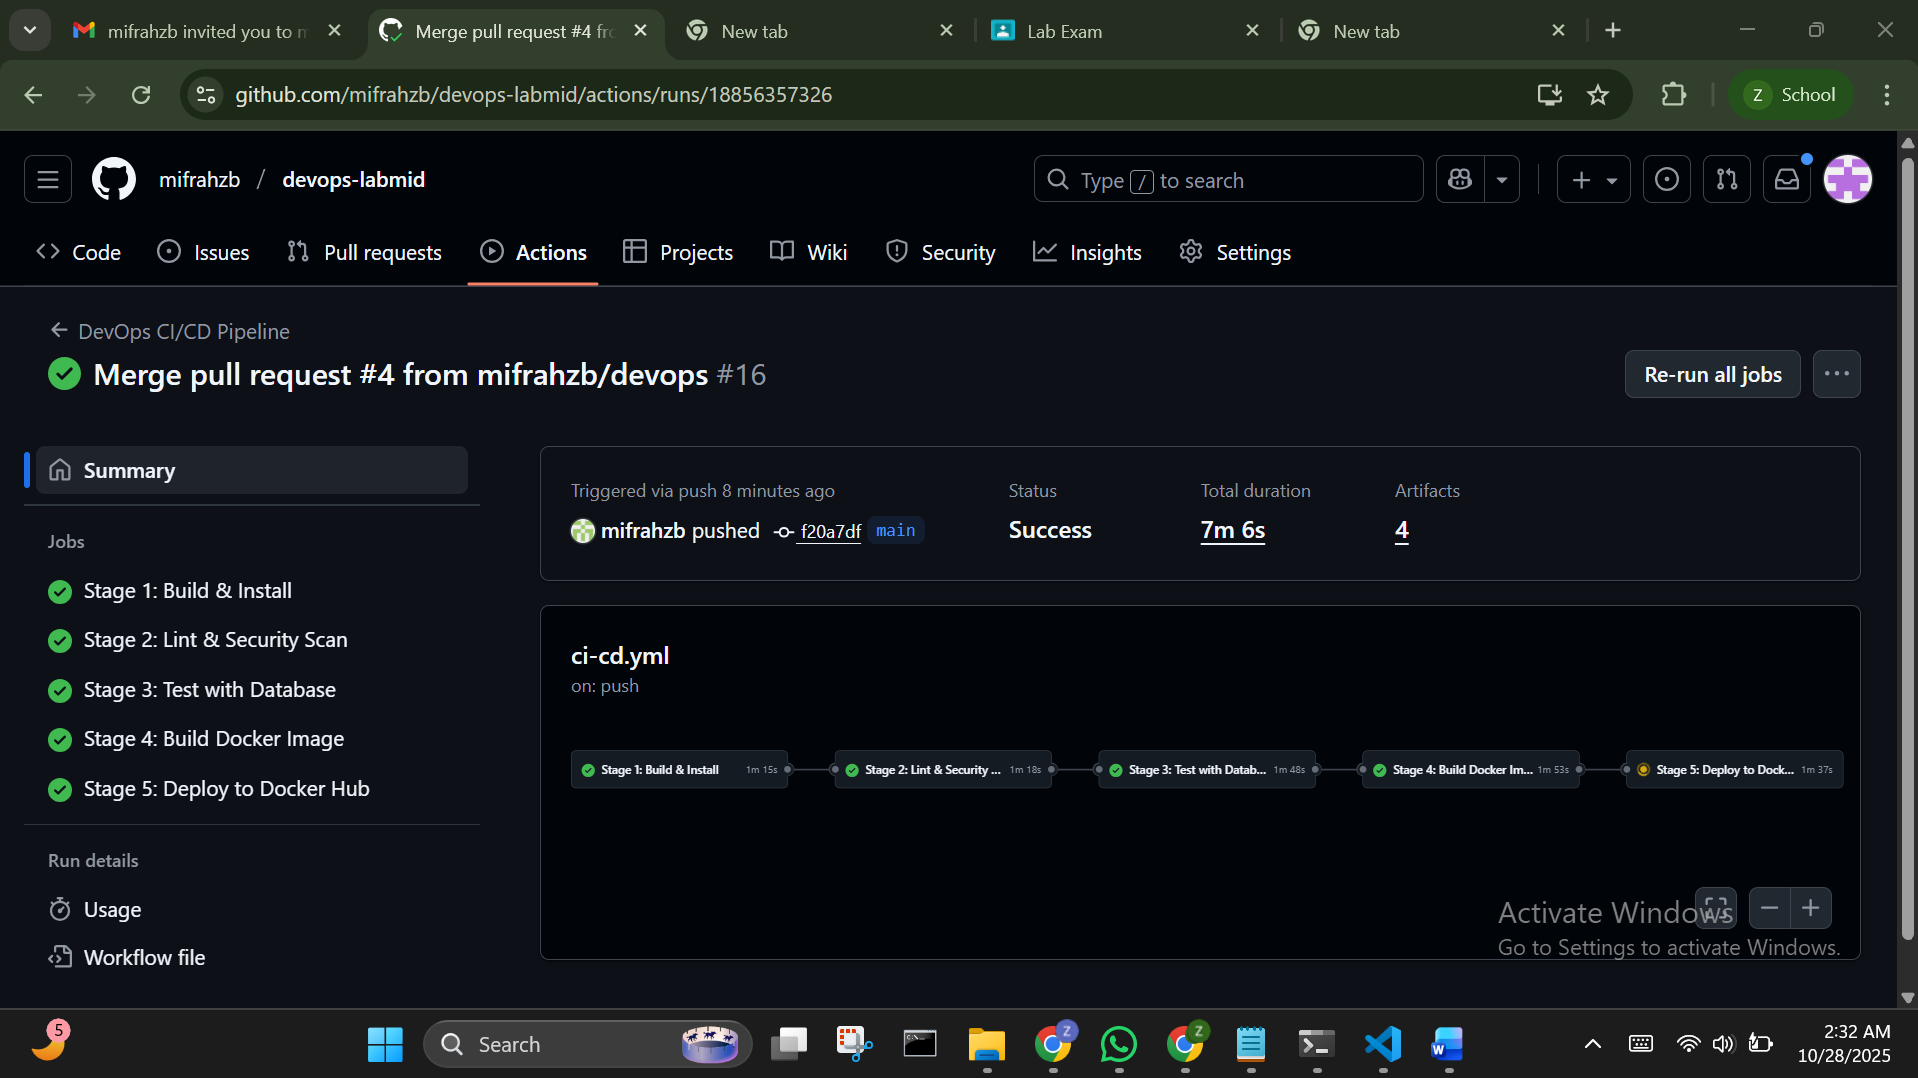 mifrahzb invited you to m
Merge pull request #4 fro
New tab
Lab Exam
New tab
github.com/mifrahzb/devops-labmid/actions/runs/18856357326
Z School
mifrahzb / devops-labmid
Type / to search
Code
Issues
Pull requests
Actions
Projects
Wiki
Security
Insights
Settings
DevOps CI/CD Pipeline
Merge pull request #4 from mifrahzb/devops #16
Re-run all jobs
Summary
Jobs
Stage 1: Build & Install
Stage 2: Lint & Security Scan
Stage 3: Test with Database
Stage 4: Build Docker Image
Stage 5: Deploy to Docker Hub
Run details
Usage
Workflow file
Triggered via push 8 minutes ago
mifrahzb pushed f20a7df main
Status
Success
Total duration
7m 6s
Artifacts
4
ci-cd.yml
on: push
Stage 1: Build & Install 1m 15s
Stage 2: Lint & Security ... 1m 18s
Stage 3: Test with Datab... 1m 48s
Stage 4: Build Docker Im... 1m 53s
Stage 5: Deploy to Dock... 1m 37s
Activate Windows
Go to Settings to activate Windows.
5
Search
Z
Z
W
2:32 AM
10/28/2025